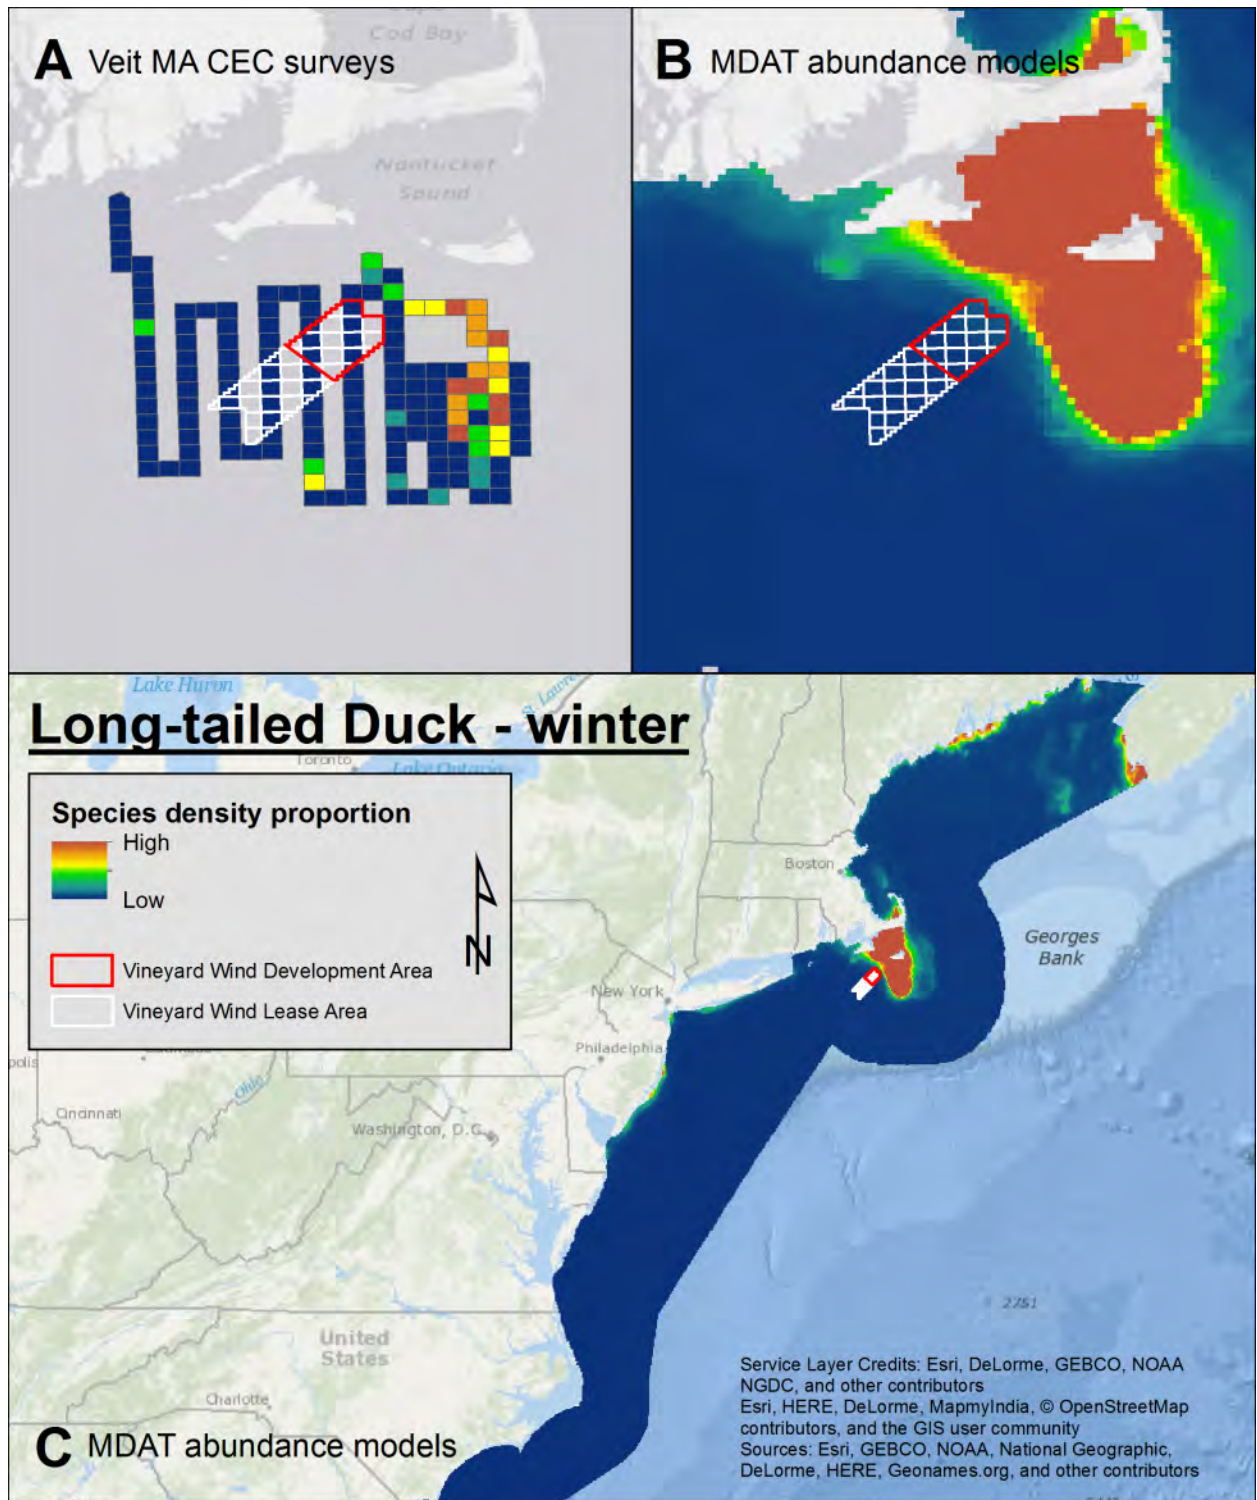 A Veit MA CEC surveys
Cod Bay
Nantucket
Sound
B MDAT abundance models
Lake Huron
St. Lawre
Long-tailed Duck - winter
Toronto
Lake Ontario
Species density proportion
High
Low
N
Vineyard Wind Development Area
Vineyard Wind Lease Area
Boston
Georges
Bank
New York
Philadelphia
Ohio
Cincinnati
Washington, D.C.
United
States
Charlotte
Service Layer Credits: Esri, DeLorme, GEBCO, NOAA
NGDC, and other contributors
Esri, HERE, DeLorme, MapmyIndia, © OpenStreetMap
contributors, and the GIS user community
Sources: Esri, GEBCO, NOAA, National Geographic,
DeLorme, HERE, Geonames.org, and other contributors
C MDAT abundance models